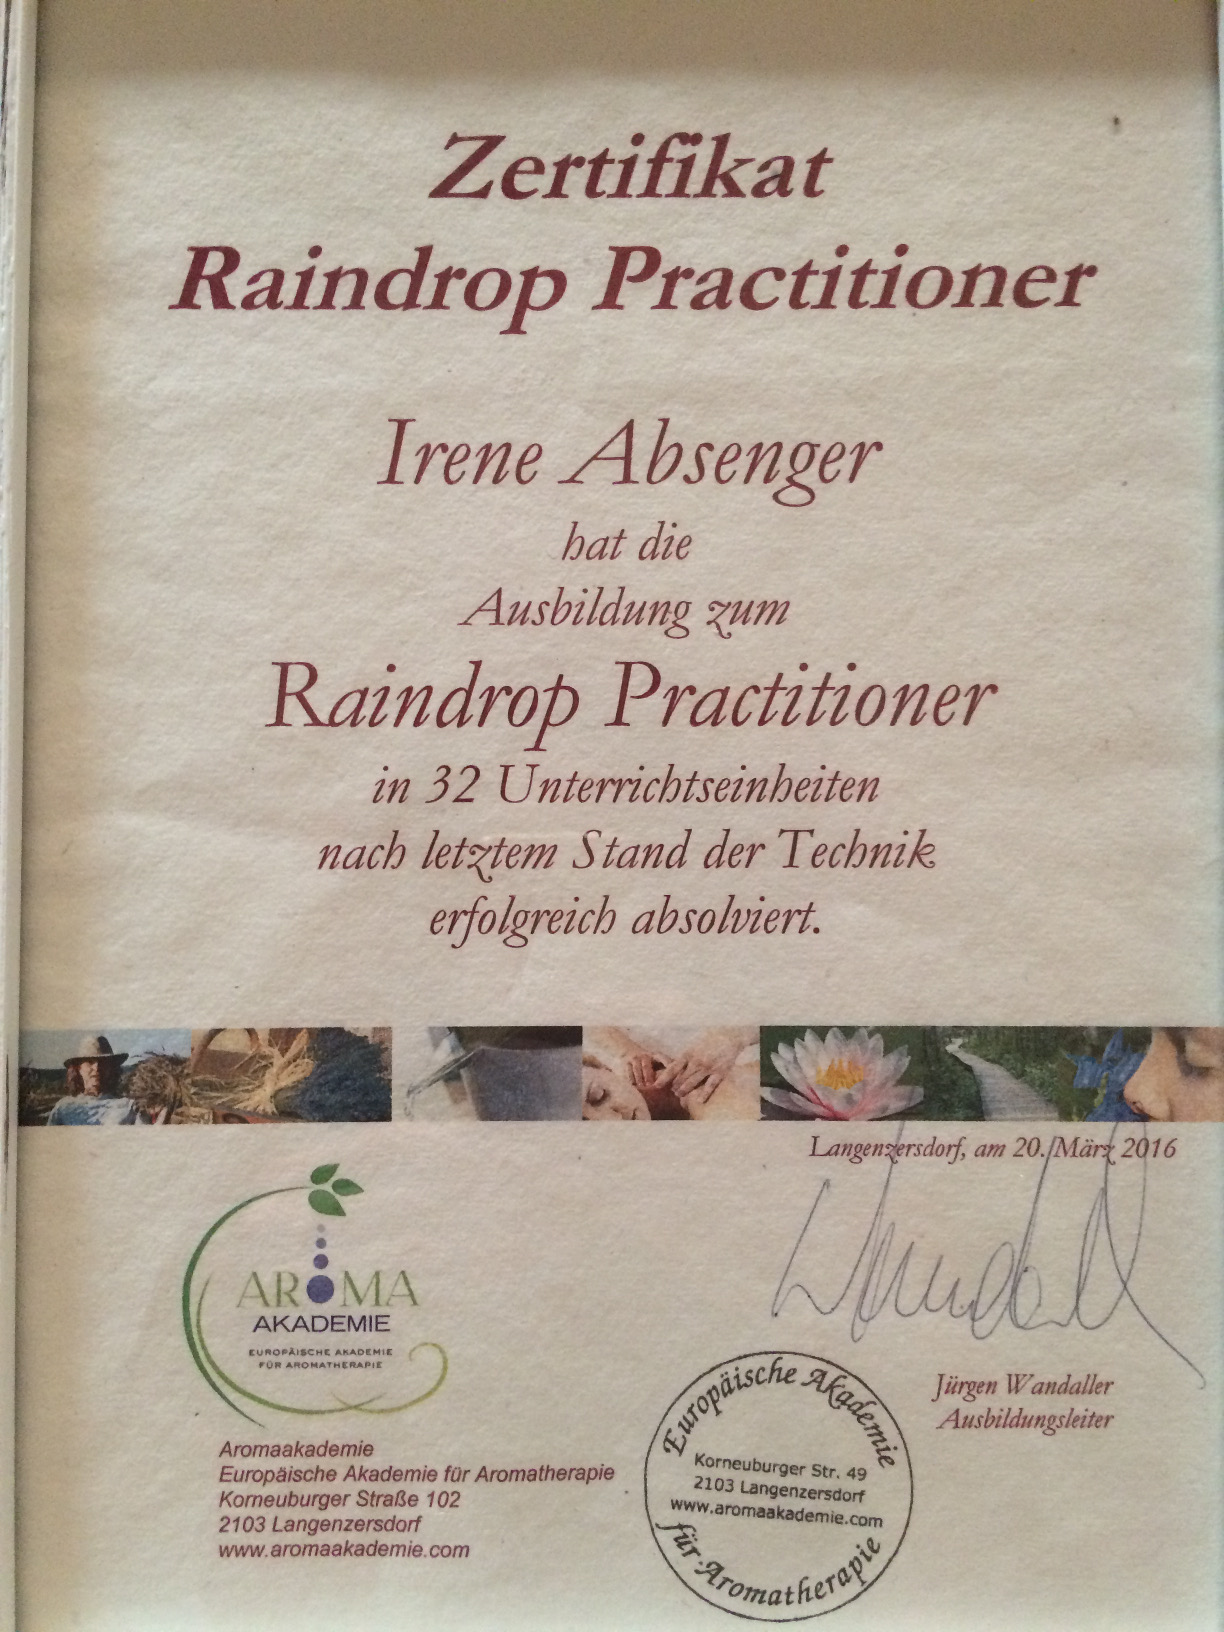 Zertifikat
Raindrop Practitioner
Irene Absenger
hat die
Ausbildung zum
Raindrop Practitioner
in 32 Unterrichtseinheiten
nach letztem Stand der Technik
erfolgreich absolviert.
Langenzersdorf, am 20. März 2016
AROMA
AKADEMIE
EUROPÄISCHE AKADEMIE
FÜR AROMATHERAPIE
Jürgen Wandaller
Ausbildungsleiter
Aromaakademie
Europäische Akademie für Aromatherapie
Korneuburger Straße 102
2103 Langenzersdorf
www.aromaakademie.com
Europäische Akademie
Korneuburger Str. 49
2103 Langenzersdorf
www.aromaakademie.com
für Aromatherapie